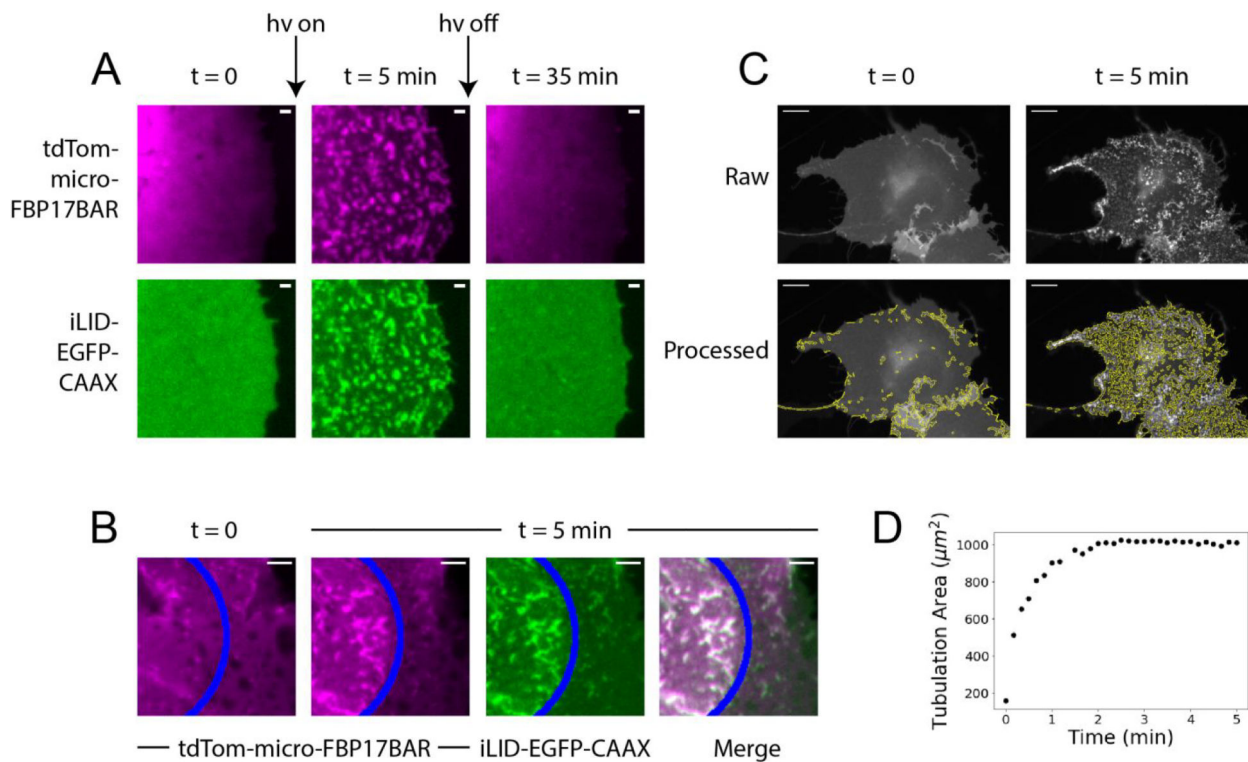 hv on
hv off
A
t = 0
t = 5 min
t = 35 min
tdTom-
micro-
FBP17BAR
iLID-
EGFP-
CAAX
C
t = 0
t = 5 min
Raw
Processed
B
t = 0
t = 5 min
tdTom-micro-FBP17BAR
iLID-EGFP-CAAX
Merge
D
Tubulation Area (μm²)
1000
800
600
400
200
0
1
2
3
4
5
Time (min)